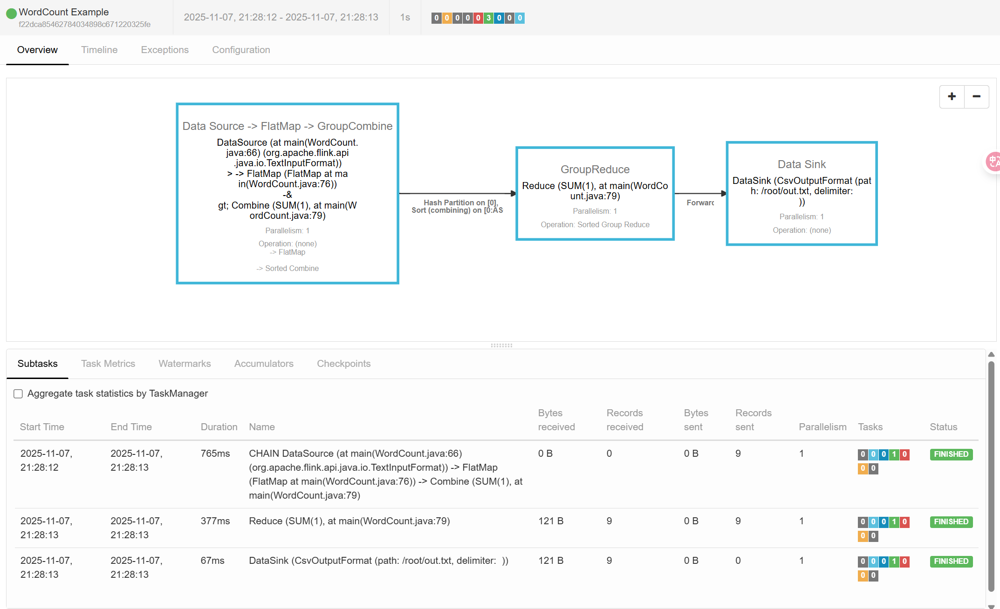 WordCount Example
f22dca85462784034898c671220325fe
2025-11-07, 21:28:12 - 2025-11-07, 21:28:13
1s
0 0 0 0 0 3 0 0 0
Overview Timeline Exceptions Configuration
+ −
Data Source -> FlatMap -> GroupCombine
DataSource (at main(WordCount.
java:66) (org.apache.flink.api
.java.io.TextInputFormat))
> -> FlatMap (FlatMap at ma
in(WordCount.java:76))
-&
gt; Combine (SUM(1), at main(W
ordCount.java:79)
Parallelism: 1
Operation: (none)
-> FlatMap
-> Sorted Combine
Hash Partition on [0],
Sort (combining) on [0:AS
GroupReduce
Reduce (SUM(1), at main(WordCo
unt.java:79)
Parallelism: 1
Operation: Sorted Group Reduce
Forward
Data Sink
DataSink (CsvOutputFormat (pat
h: /root/out.txt, delimiter:
))
Parallelism: 1
Operation: (none)
中 A
Subtasks Task Metrics Watermarks Accumulators Checkpoints
Aggregate task statistics by TaskManager
Start Time End Time Duration Name Bytes received Records received Bytes sent Records sent Parallelism Tasks Status
2025-11-07, 21:28:12 2025-11-07, 21:28:13 765ms CHAIN DataSource (at main(WordCount.java:66)
(org.apache.flink.api.java.io.TextInputFormat)) -> FlatMap
(FlatMap at main(WordCount.java:76)) -> Combine (SUM(1), at
main(WordCount.java:79) 0 B 0 0 B 9 1 0 0 0 1 0 0 0 FINISHED
2025-11-07, 21:28:13 2025-11-07, 21:28:13 377ms Reduce (SUM(1), at main(WordCount.java:79) 121 B 9 0 B 9 1 0 0 0 1 0 0 0 FINISHED
2025-11-07, 21:28:13 2025-11-07, 21:28:13 67ms DataSink (CsvOutputFormat (path: /root/out.txt, delimiter: )) 121 B 9 0 B 0 1 0 0 0 1 0 0 0 FINISHED